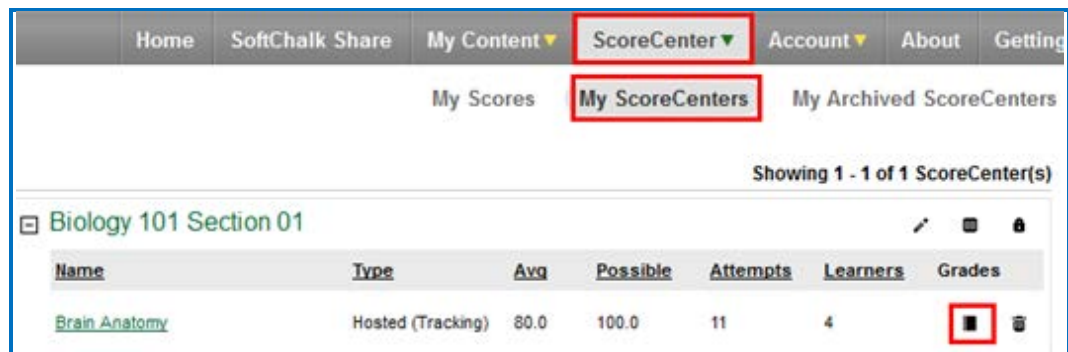 Home SoftChalk Share My Content ScoreCenter Account About Getting
My Scores My ScoreCenters My Archived ScoreCenters
Showing 1 - 1 of 1 ScoreCenter(s)
Biology 101 Section 01
Name Type Avg Possible Attempts Learners Grades
Brain Anatomy Hosted (Tracking) 80.0 100.0 11 4